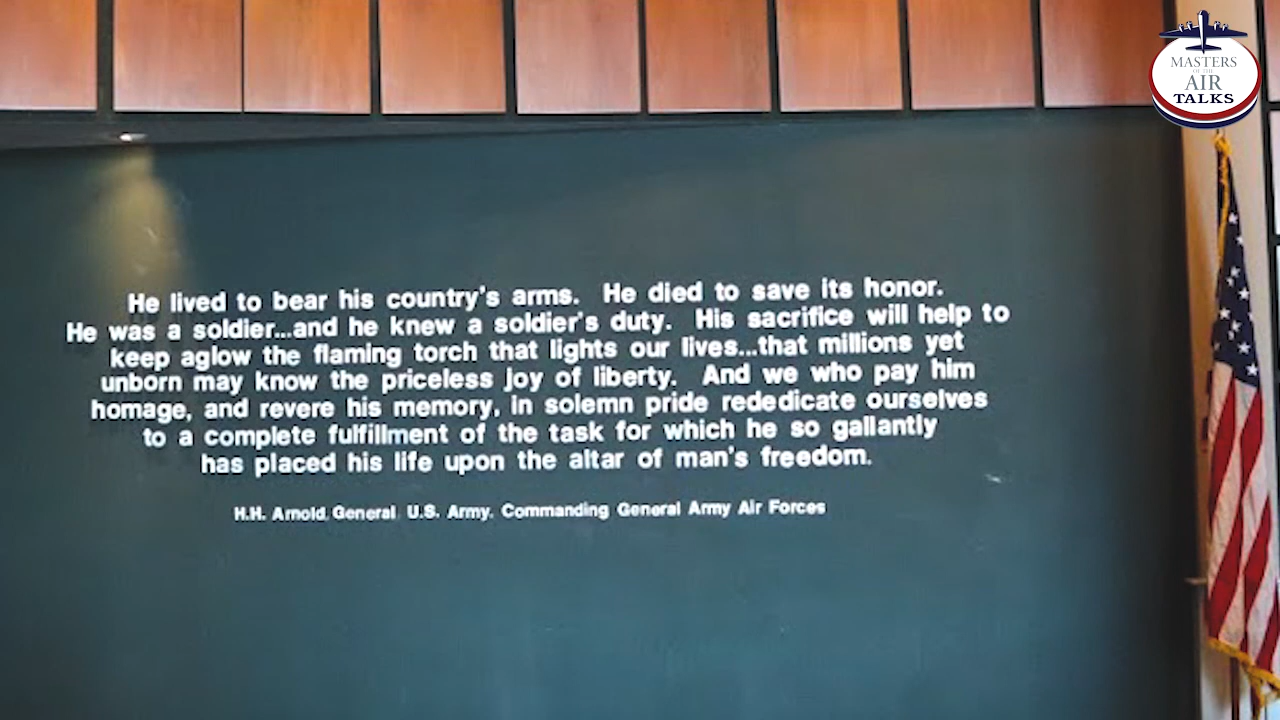 MASTERS
OF THE
AIR
TALKS
He lived to bear his country's arms. He died to save its honor.
He was a soldier...and he knew a soldier's duty. His sacrifice will help to
keep aglow the flaming torch that lights our lives...that millions yet
unborn may know the priceless joy of liberty. And we who pay him
homage, and revere his memory, in solemn pride rededicate ourselves
to a complete fulfillment of the task for which he so gallantly
has placed his life upon the altar of man's freedom.
H.H. Arnold, General U.S. Army, Commanding General Army Air Forces